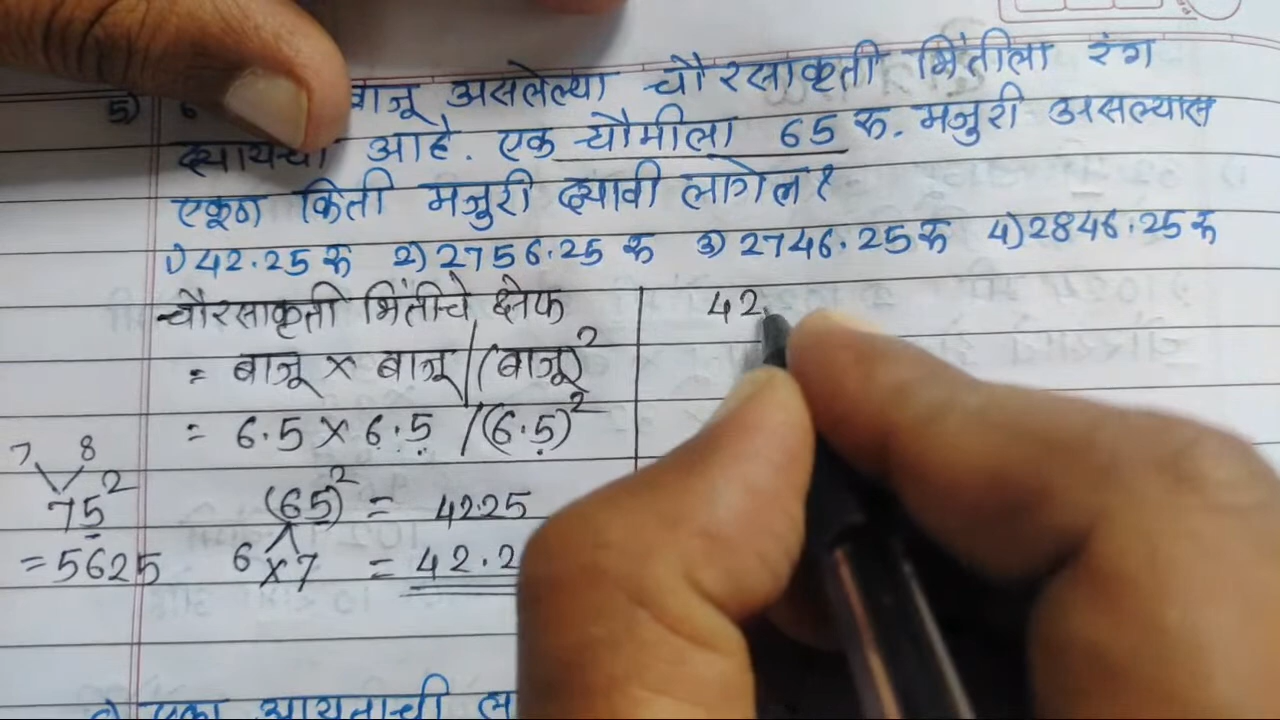 5) बाजू असलेल्या चौरसाकृती भिंतीला रंग
द्यायचा आहे. एक चौमीला 65 रु. मजुरी असल्यास
एकूण किती मजुरी द्यावी लागेल?
1) 42.25 रु 2) 2756.25 रु 3) 2746.25 रु 4) 2846.25 रु
चौरसाकृती भिंतीचे क्षेफ
= बाजू × बाजू / (बाजू)²
= 6.5 × 6.5 / (6.5)²
(65)² = 4225
6 × 7 = 42.2
7 8
75²
= 5625
42.